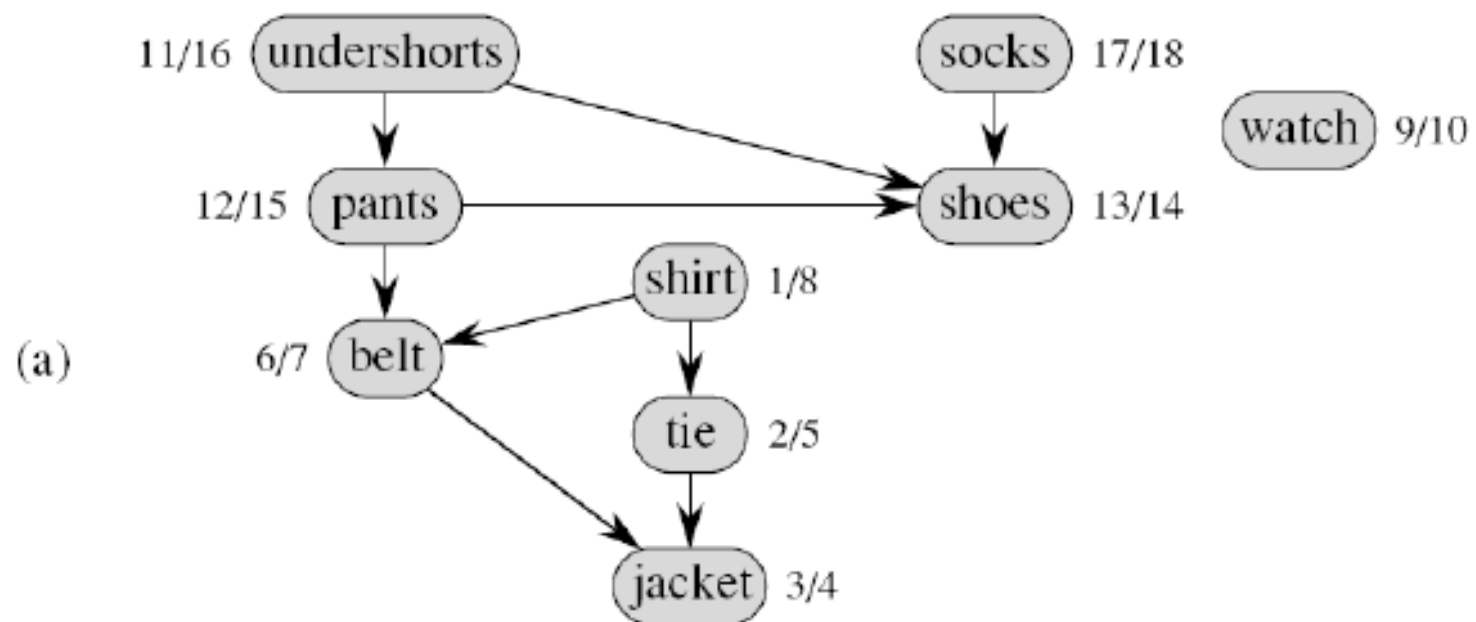 11/16 undershorts socks 17/18
watch 9/10
12/15 pants shoes 13/14
shirt 1/8
(a) 6/7 belt
tie 2/5
jacket 3/4